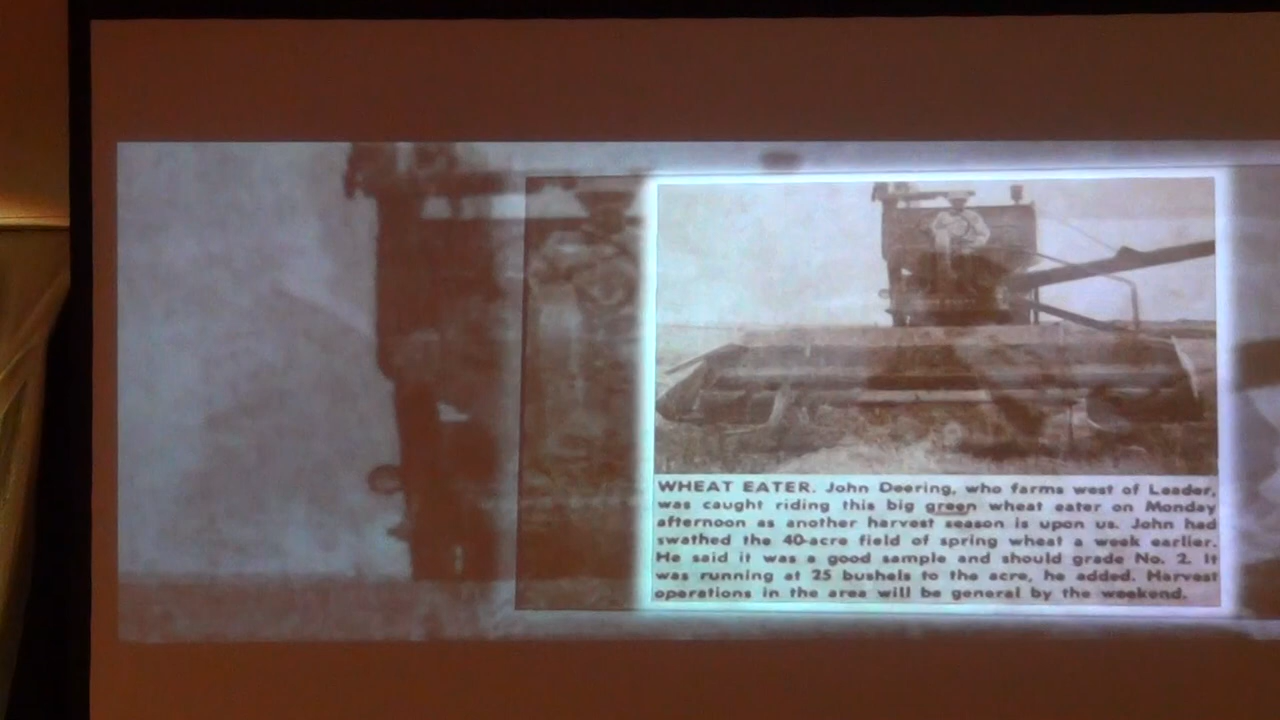 WHEAT EATER. John Deering, who farms west of Leader,
was caught riding this big green wheat eater on Monday
afternoon as another harvest season is upon us. John had
swathed the 40-acre field of spring wheat a week earlier.
He said it was a good sample and should grade No. 2. It
was running at 25 bushels to the acre, he added. Harvest
operations in the area will be general by the weekend.